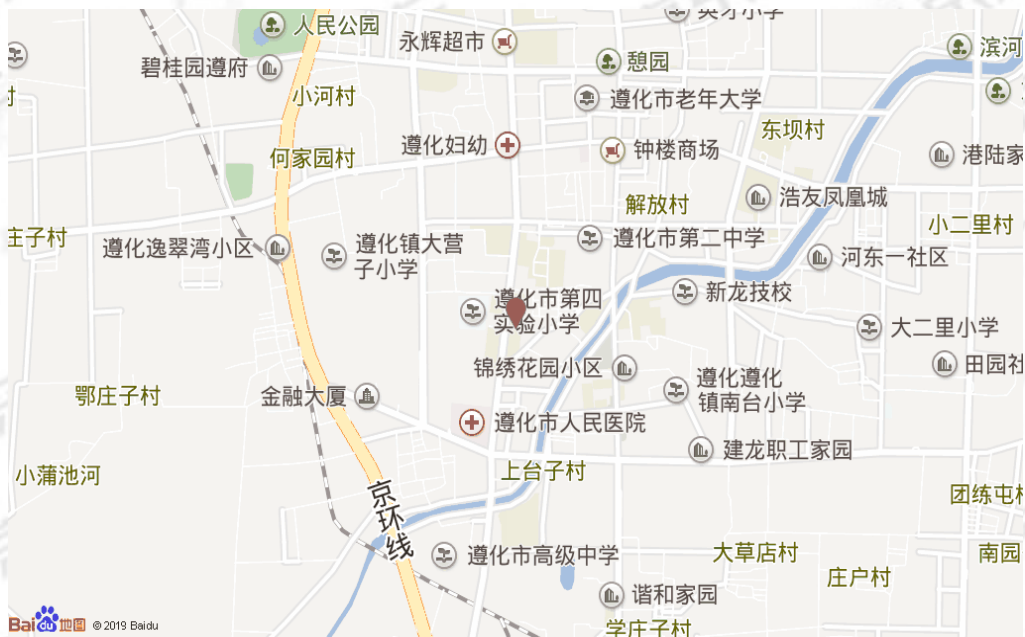 英才小学
人民公园
永辉超市
滨河
碧桂园遵府
憩园
小河村
遵化市老年大学
东坝村
遵化妇幼
钟楼商场
港陆家
何家园村
浩友凤凰城
解放村
小二里村
庄子村
遵化逸翠湾小区
遵化镇大营
子小学
遵化市第二中学
河东一社区
新龙技校
遵化市第四
实验小学
大二里小学
锦绣花园小区
田园社
鄂庄子村
金融大厦
遵化遵化
镇南台小学
遵化市人民医院
建龙职工家园
小蒲池河
上台子村
京环线
团练屯村
遵化市高级中学
大草店村
南园
庄户村
谐和家园
学庄子村
Bai du 地图 © 2019 Baidu